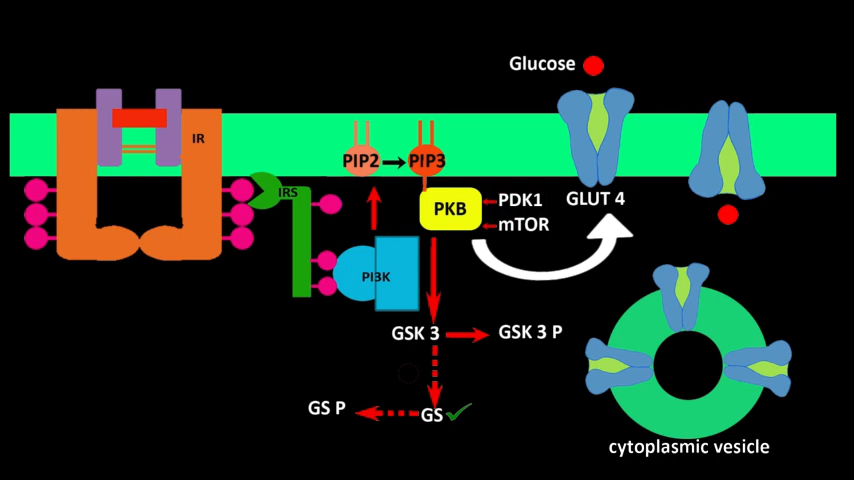 Glucose
IR
PIP2
PIP3
IRS
PKB
PDK1
mTOR
GLUT 4
PI3K
GSK 3
GSK 3 P
GS P
GS
cytoplasmic vesicle